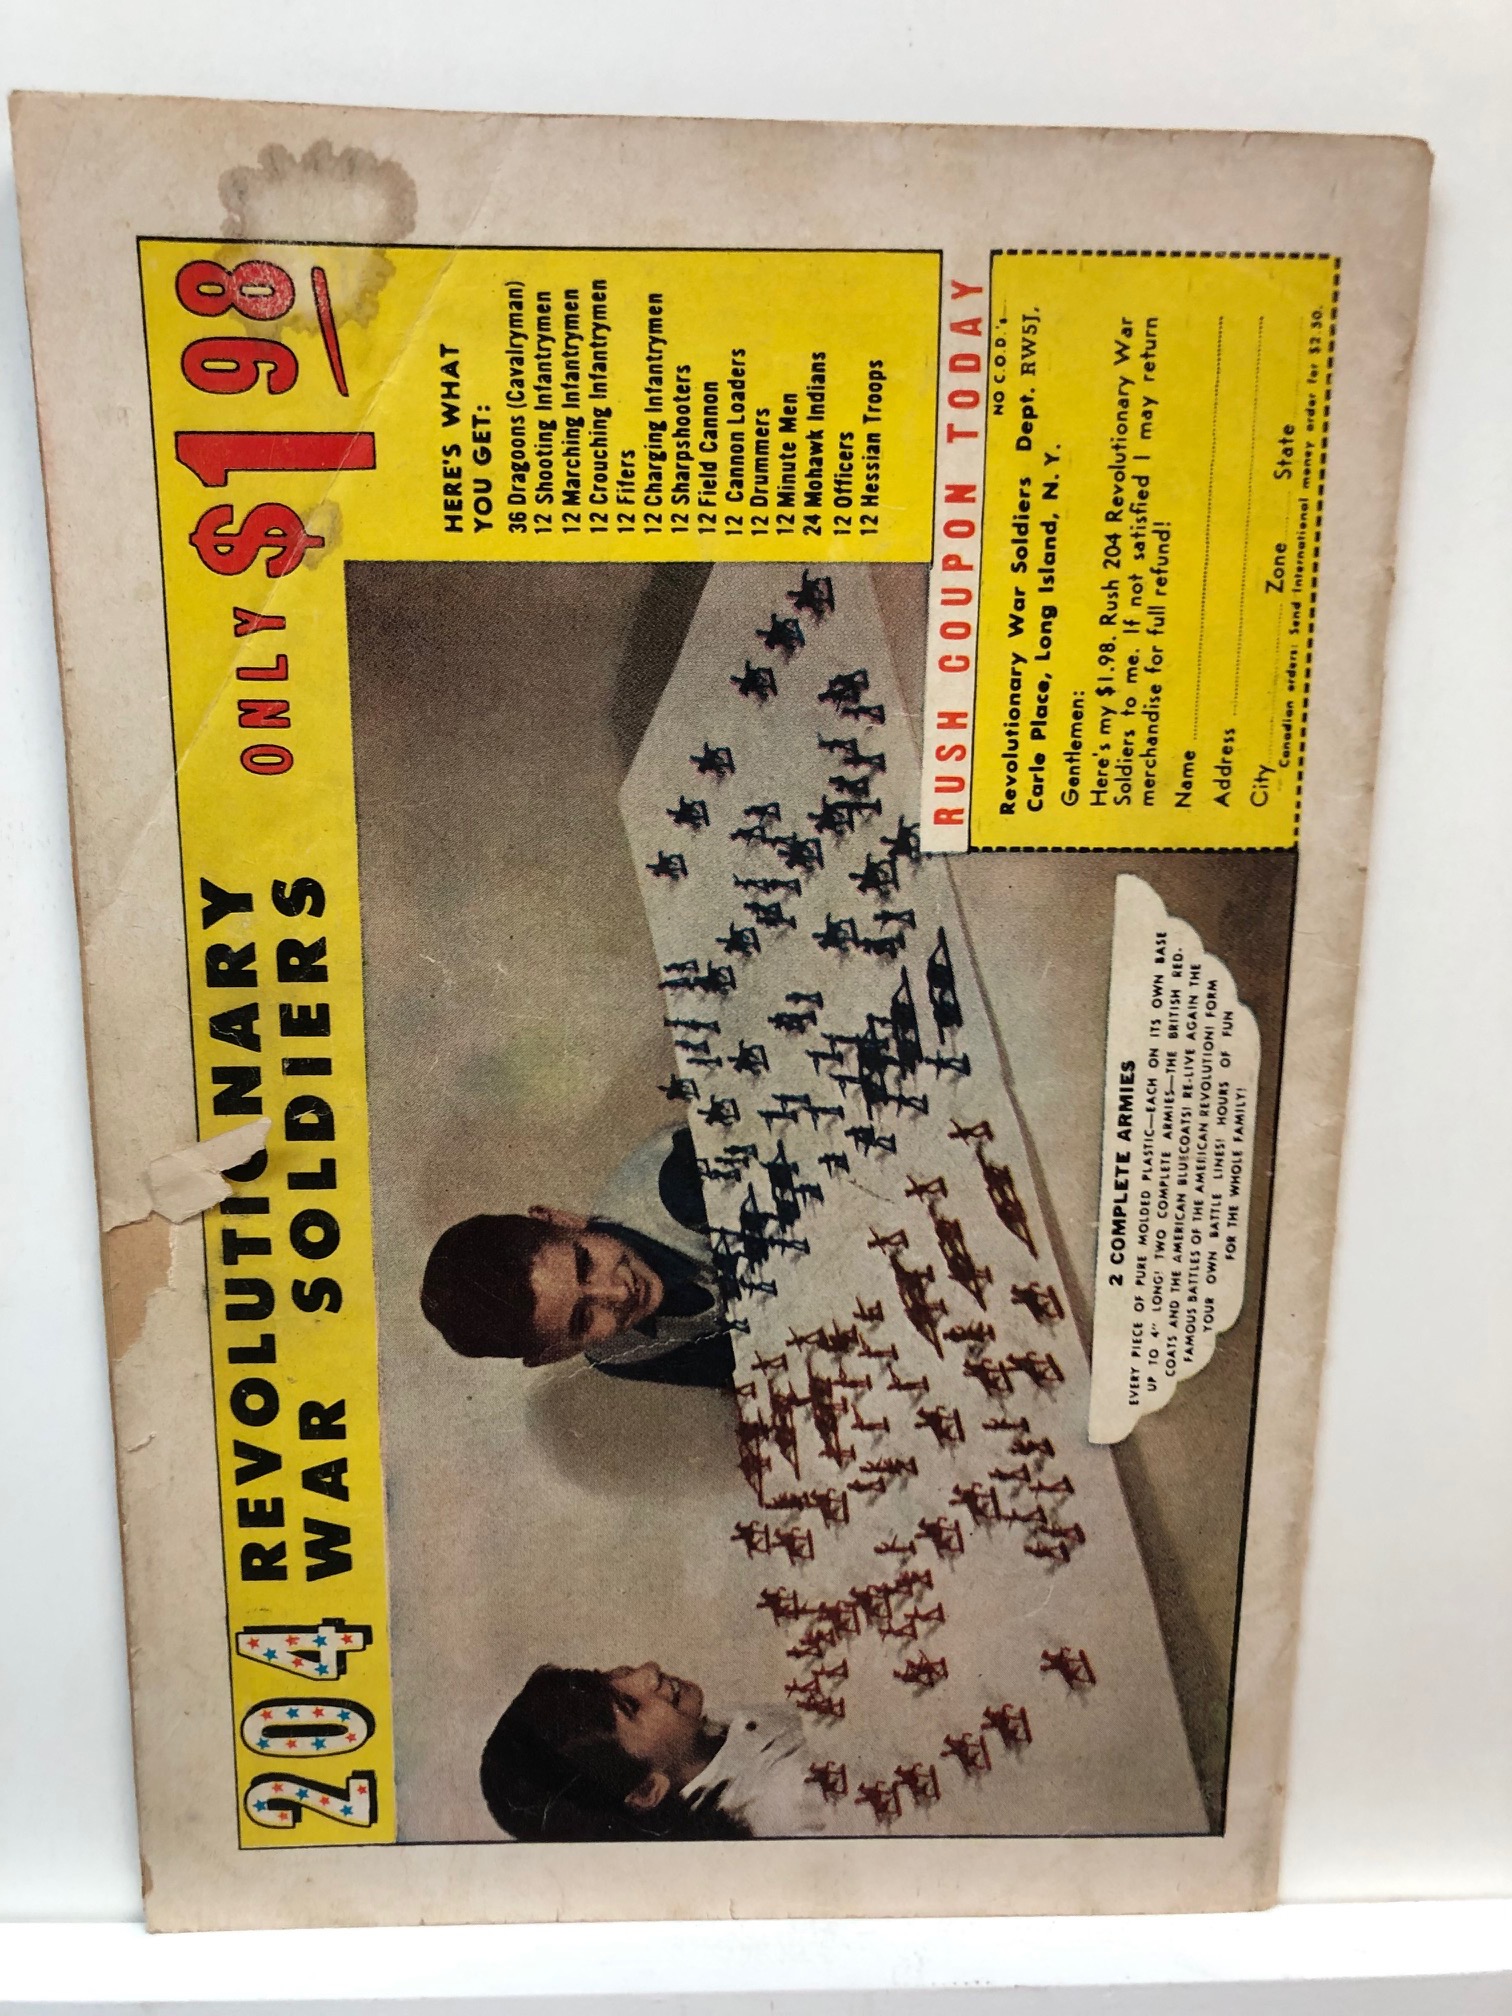 204 REVOLUTIONARY
WAR SOLDIERS
ONLY $1 98
HERE'S WHAT
YOU GET:
36 Dragoons (Cavalryman)
12 Shooting Infantrymen
12 Marching Infantrymen
12 Crouching Infantrymen
12 Fifers
12 Charging Infantrymen
12 Sharpshooters
12 Field Cannon
12 Cannon Loaders
12 Drummers
12 Minute Men
24 Mohawk Indians
12 Officers
12 Hessian Troops
RUSH COUPON TODAY
NO C.O.D.'s
Revolutionary War Soldiers Dept. RW5J,
Carle Place, Long Island, N. Y.
Gentlemen:
Here's my $1.98. Rush 204 Revolutionary War
Soldiers to me. If not satisfied I may return
merchandise for full refund!
Name
Address
City Zone State
Canadian orders: Send international money order for $2.50.
2 COMPLETE ARMIES
EVERY PIECE OF PURE MOLDED PLASTIC—EACH ON ITS OWN BASE
UP TO 4" LONG! TWO COMPLETE ARMIES—THE BRITISH RED-
COATS AND THE AMERICAN BLUECOATS! RE-LIVE AGAIN THE
FAMOUS BATTLES OF THE AMERICAN REVOLUTION! FORM
YOUR OWN BATTLE LINES! HOURS OF FUN
FOR THE WHOLE FAMILY!